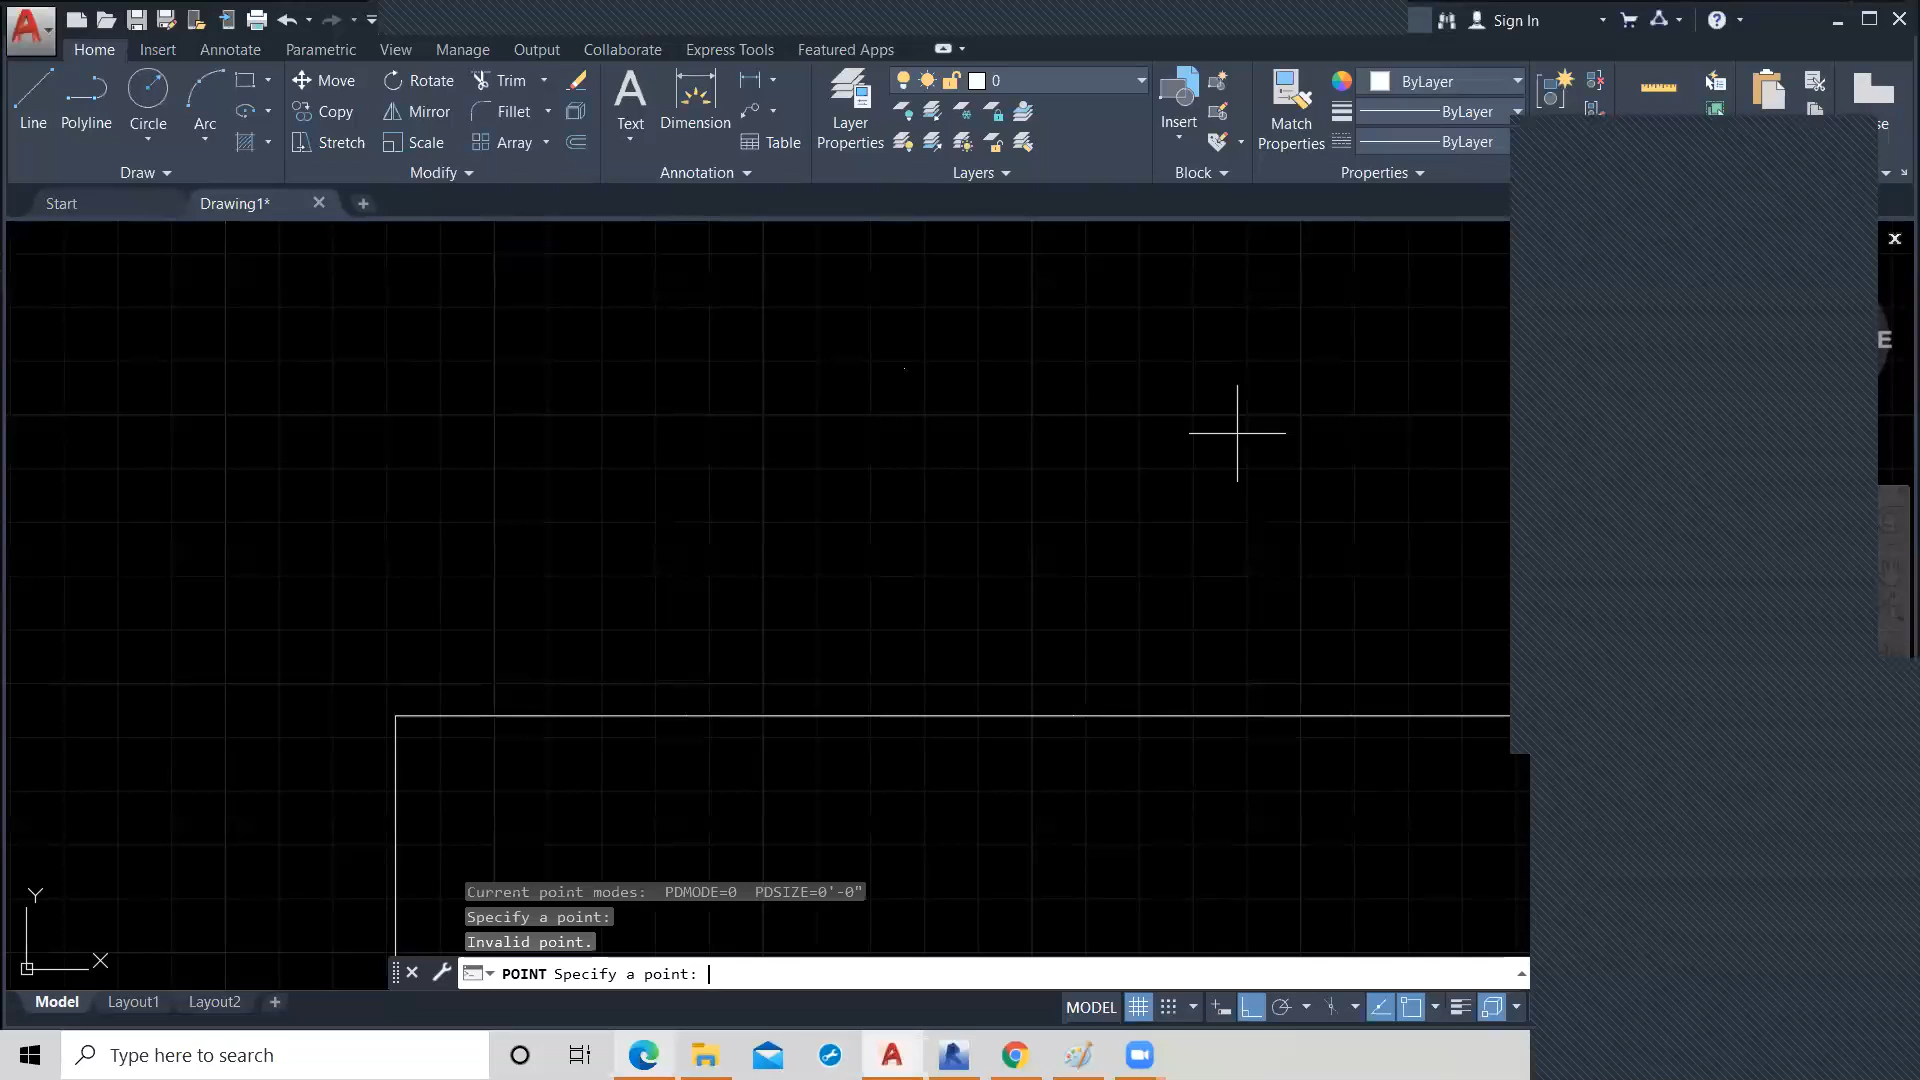 Sign In
Home Insert Annotate Parametric View Manage Output Collaborate Express Tools Featured Apps
Line Polyline Circle Arc
Move Rotate Trim
Copy Mirror Fillet
Stretch Scale Array
Text Dimension
Table
Layer
Properties
0
Insert
Match
Properties
ByLayer
ByLayer
ByLayer
Draw Modify Annotation Layers Block Properties
Start Drawing1*
E
Current point modes: PDMODE=0 PDSIZE=0'-0"
Specify a point:
Invalid point.
POINT Specify a point:
Y
X
Model Layout1 Layout2
MODEL
Type here to search